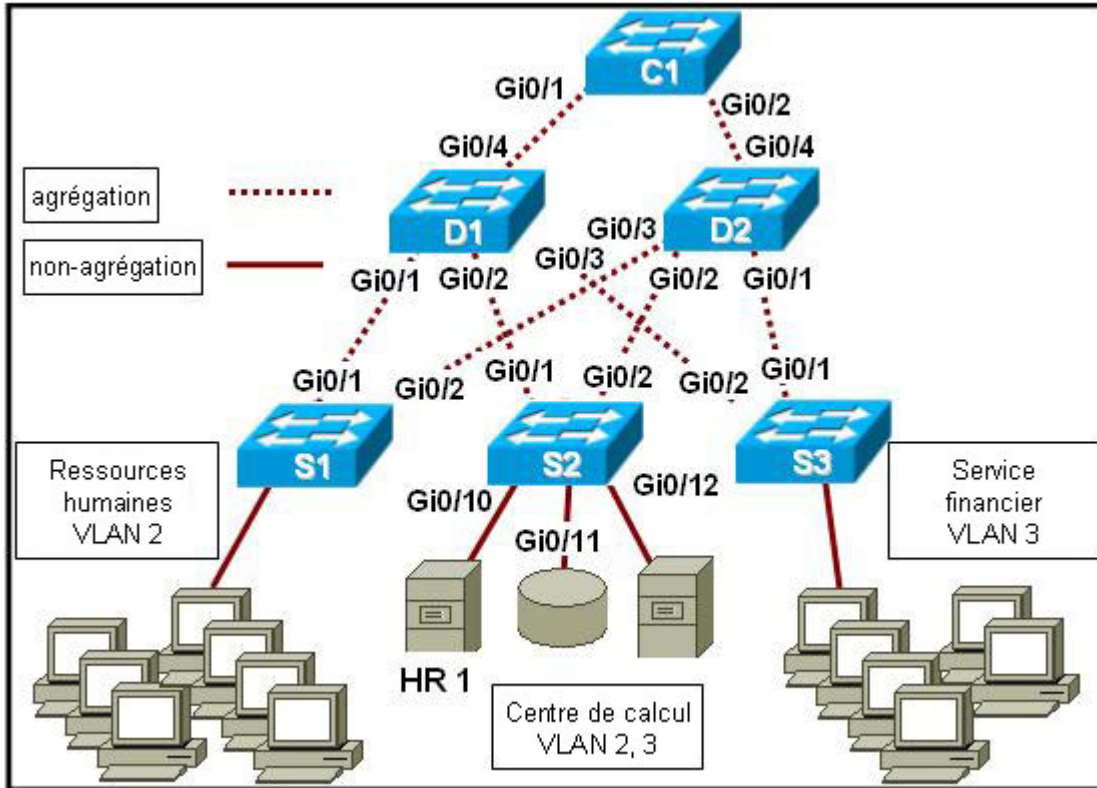 C1
Gi0/1
Gi0/2
Gi0/4
Gi0/4
agrégation
D1
D2
non-agrégation
Gi0/3
Gi0/3
Gi0/1
Gi0/2
Gi0/2
Gi0/1
Gi0/1
Gi0/2
Gi0/1
Gi0/2
Gi0/2
Gi0/1
S1
S2
S3
Ressources
humaines
VLAN 2
Gi0/10
Gi0/12
Gi0/11
Service
financier
VLAN 3
HR 1
Centre de calcul
VLAN 2, 3